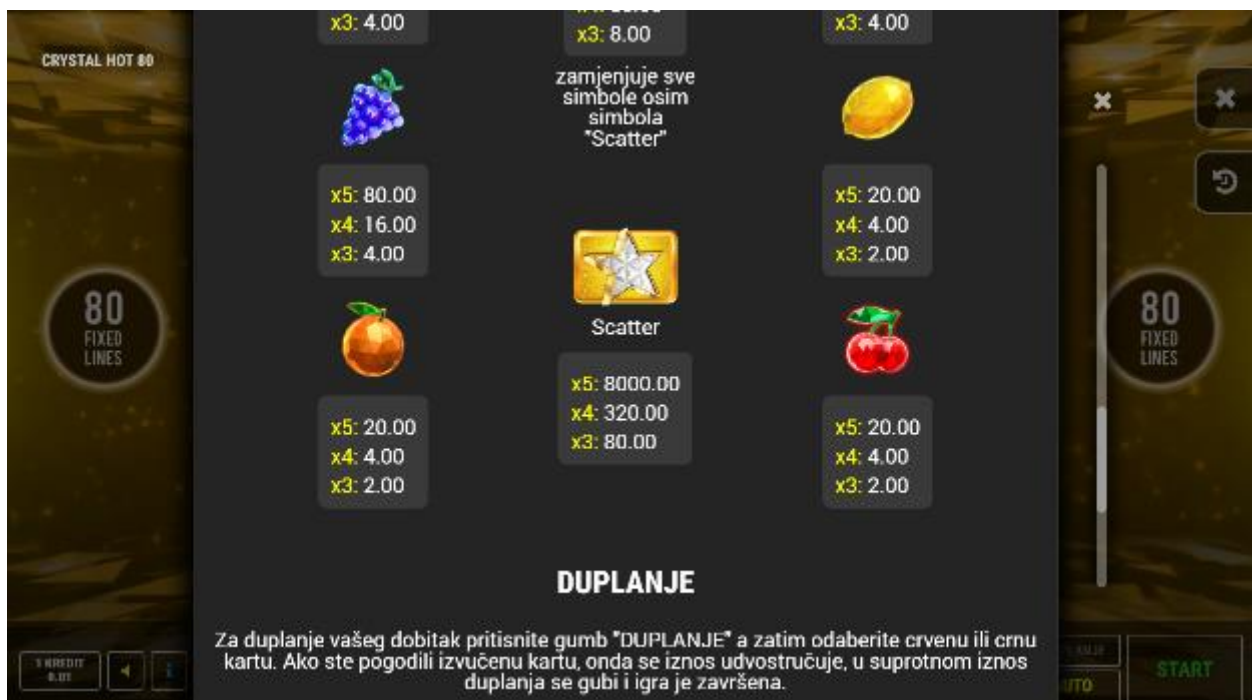 x3: 4.00
x3: 8.00
x3: 4.00
CRYSTAL HOT 80
zamjenjuje sve
simbole osim
simbola
"Scatter"
x5: 80.00
x4: 16.00
x3: 4.00
x5: 20.00
x4: 4.00
x3: 2.00
80
FIXED
LINES
Scatter
80
FIXED
LINES
x5: 20.00
x4: 4.00
x3: 2.00
x5: 8000.00
x4: 320.00
x3: 80.00
x5: 20.00
x4: 4.00
x3: 2.00
DUPLANJE
Za duplanje vašeg dobitak pritisnite gumb "DUPLANJE" a zatim odaberite crvenu ili crnu
kartu. Ako ste pogodili izvučenu kartu, onda se iznos udvostručuje, u suprotnom iznos
duplanja se gubi i igra je završena.
1 KREDIT
0.01
START